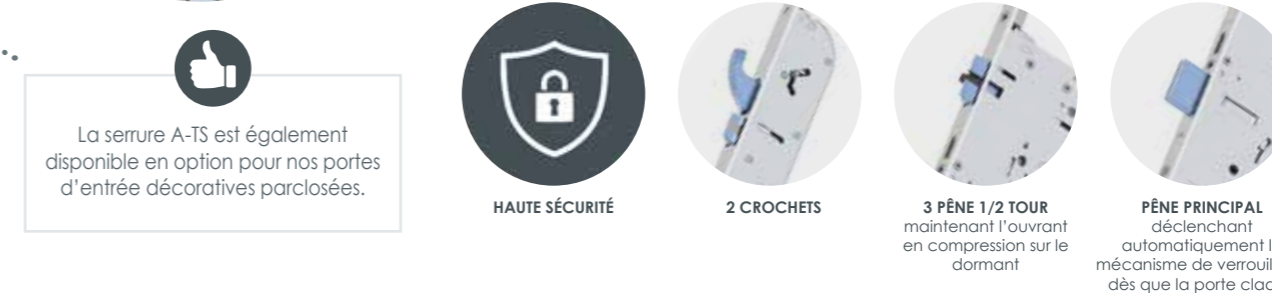 La serrure A-TS est également
disponible en option pour nos portes
d'entrée décoratives parclosées.
HAUTE SÉCURITÉ
2 CROCHETS
3 PÊNE 1/2 TOUR
maintenant l'ouvrant
en compression sur le
dormant
PÊNE PRINCIPAL
déclenchant
automatiquement
mécanisme de
dès que la porte